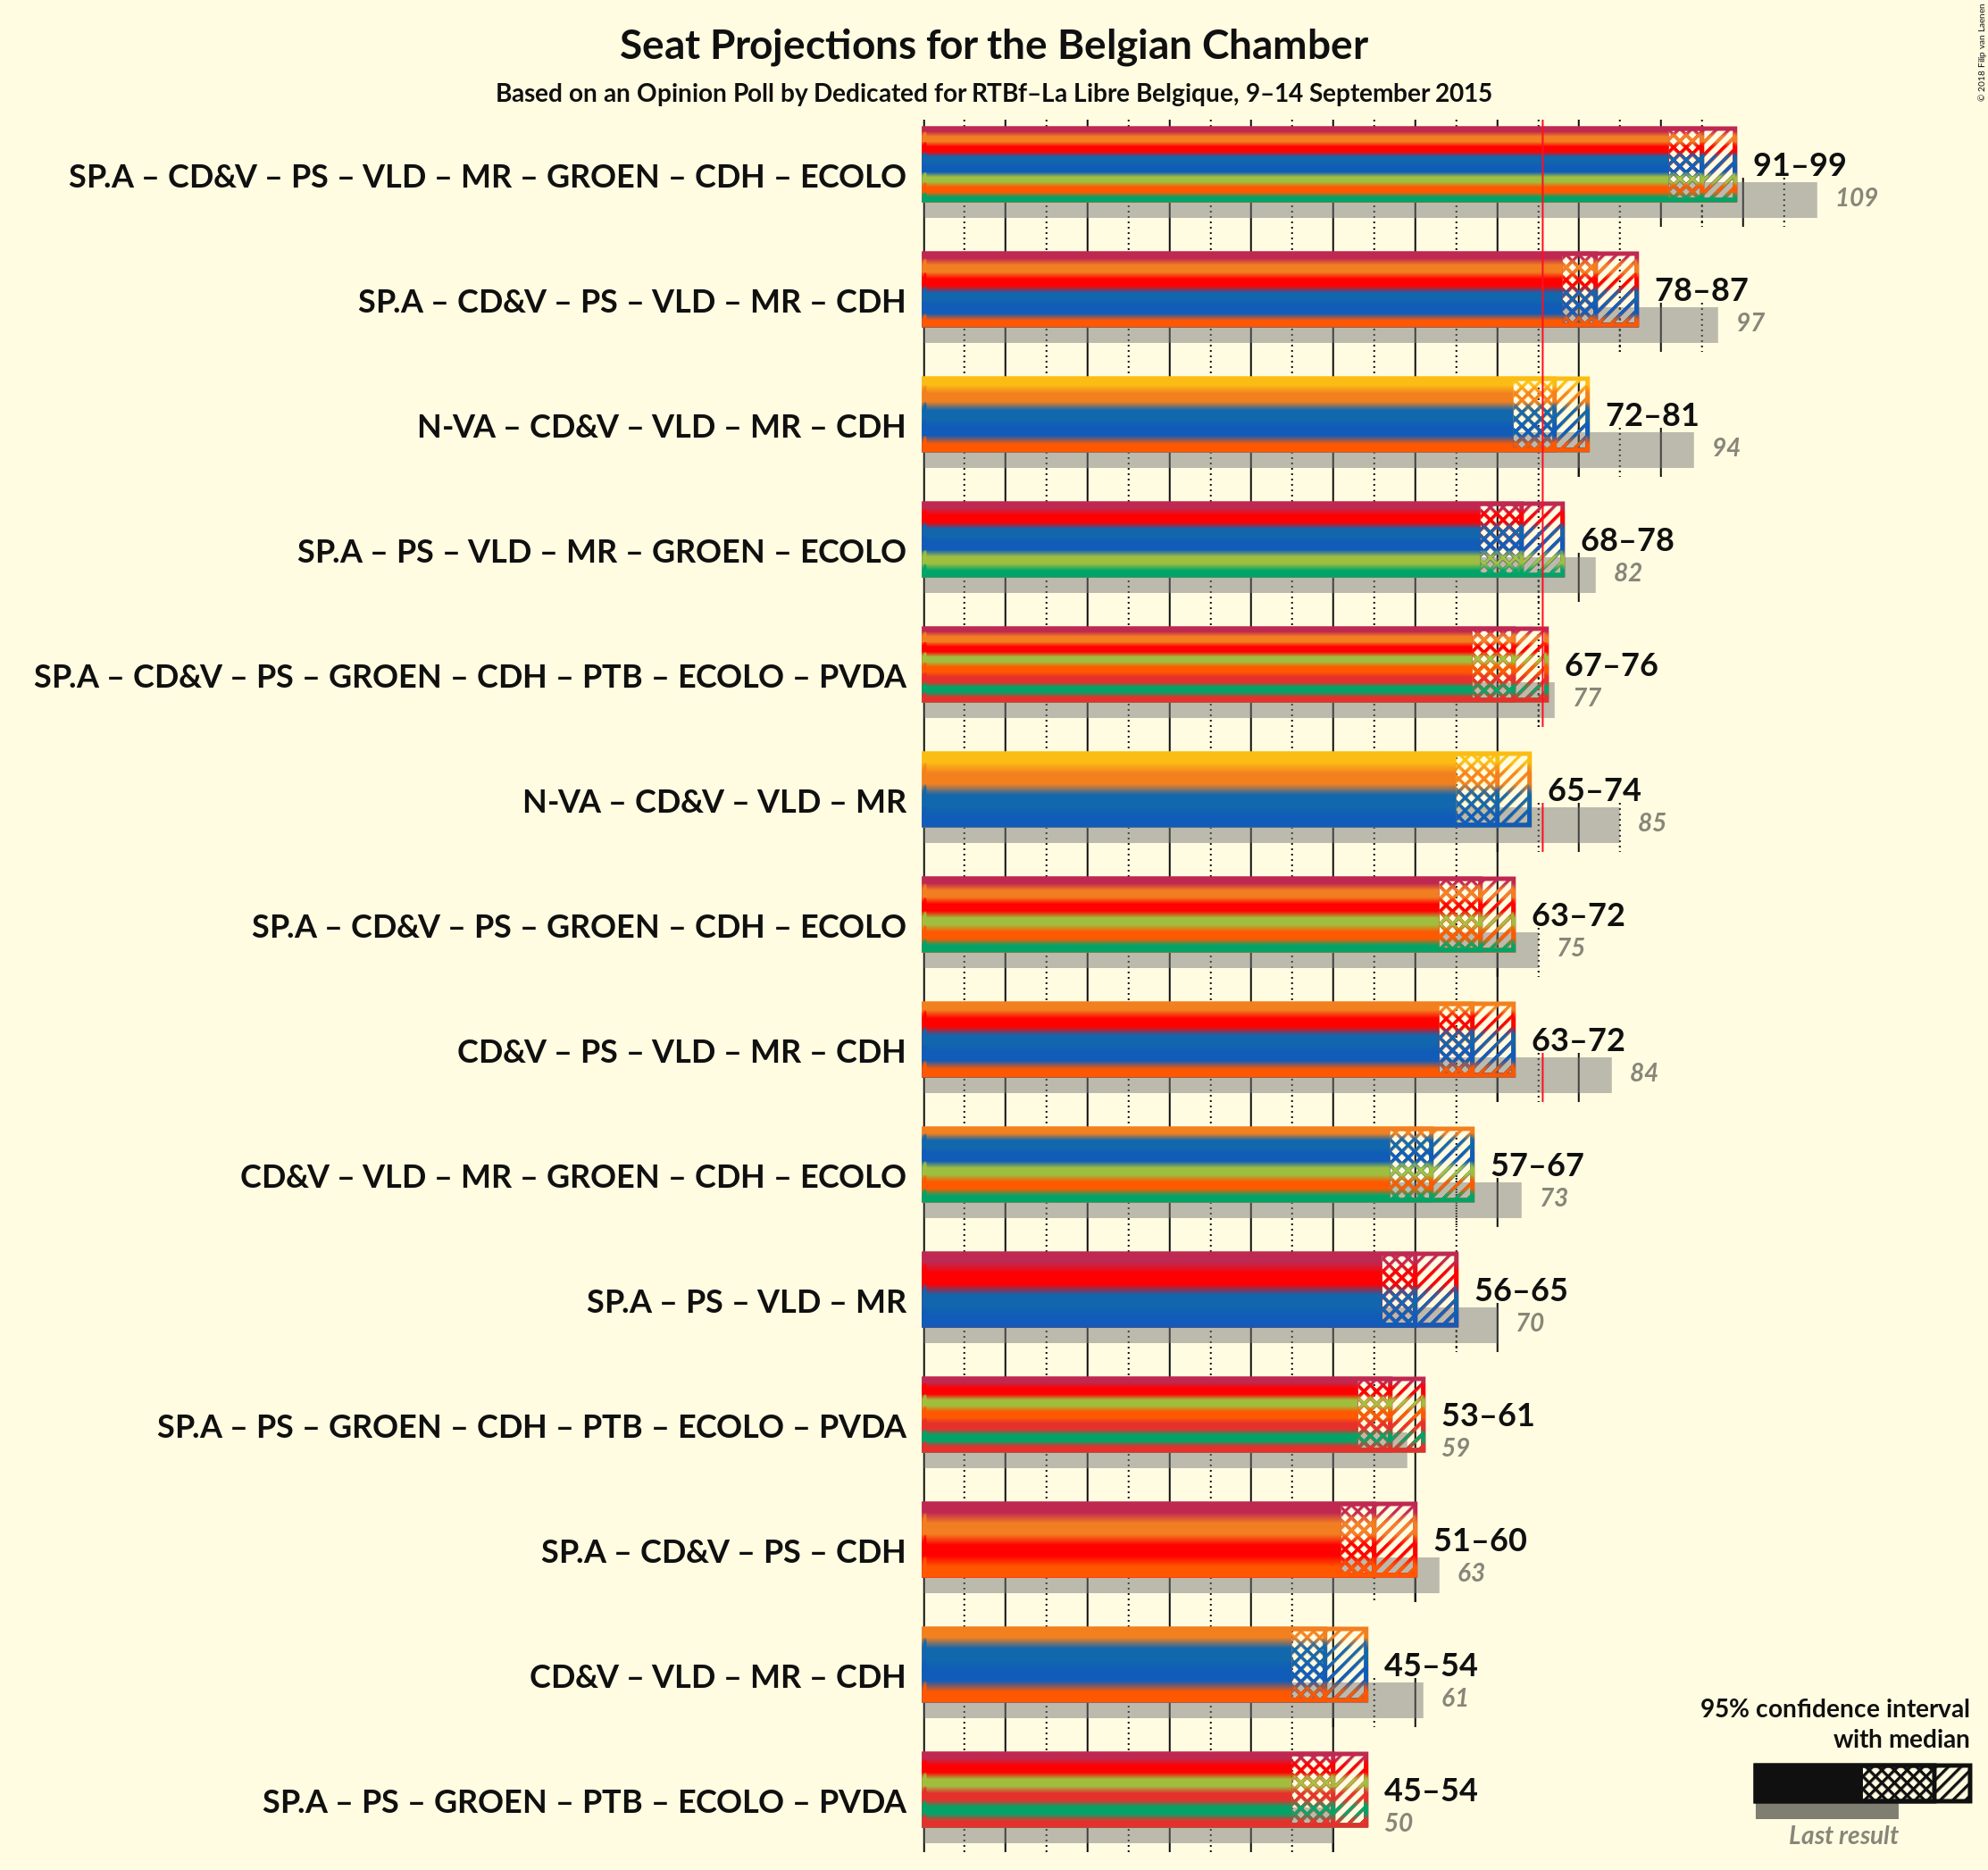 Seat Projections for the Belgian Chamber
Based on an Opinion Poll by Dedicated for RTBf–La Libre Belgique, 9–14 September 2015
© 2018 Filip van Laenen
SP.A – CD&V – PS – VLD – MR – GROEN – CDH – ECOLO
91–99
109
SP.A – CD&V – PS – VLD – MR – CDH
78–87
97
N-VA – CD&V – VLD – MR – CDH
72–81
94
SP.A – PS – VLD – MR – GROEN – ECOLO
68–78
82
SP.A – CD&V – PS – GROEN – CDH – PTB – ECOLO – PVDA
67–76
77
N-VA – CD&V – VLD – MR
65–74
85
SP.A – CD&V – PS – GROEN – CDH – ECOLO
63–72
75
CD&V – PS – VLD – MR – CDH
63–72
84
CD&V – VLD – MR – GROEN – CDH – ECOLO
57–67
73
SP.A – PS – VLD – MR
56–65
70
SP.A – PS – GROEN – CDH – PTB – ECOLO – PVDA
53–61
59
SP.A – CD&V – PS – CDH
51–60
63
CD&V – VLD – MR – CDH
45–54
61
SP.A – PS – GROEN – PTB – ECOLO – PVDA
45–54
50
95% confidence interval
with median
Last result